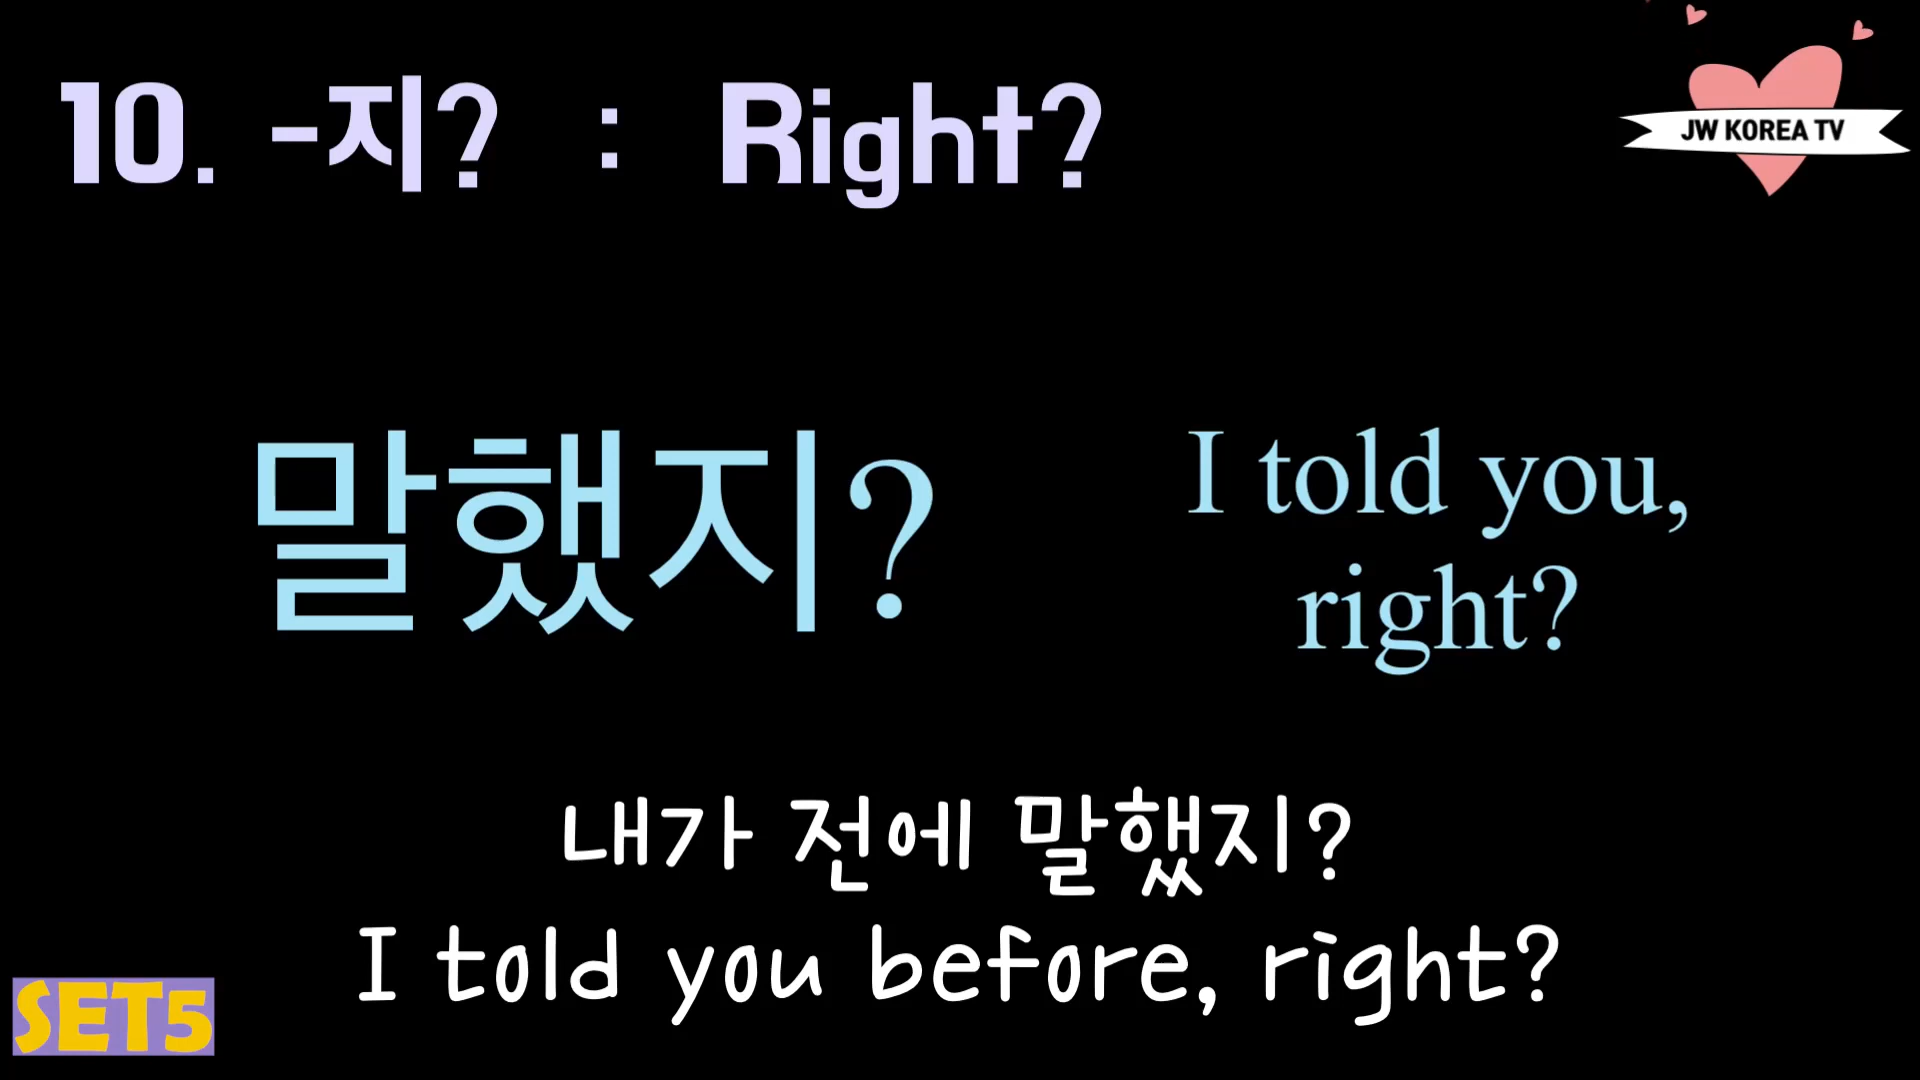 10. -지? : Right?
JW KOREA TV
말했지?
I told you,
right?
내가 전에 말했지?
I told you before, right?
SET5